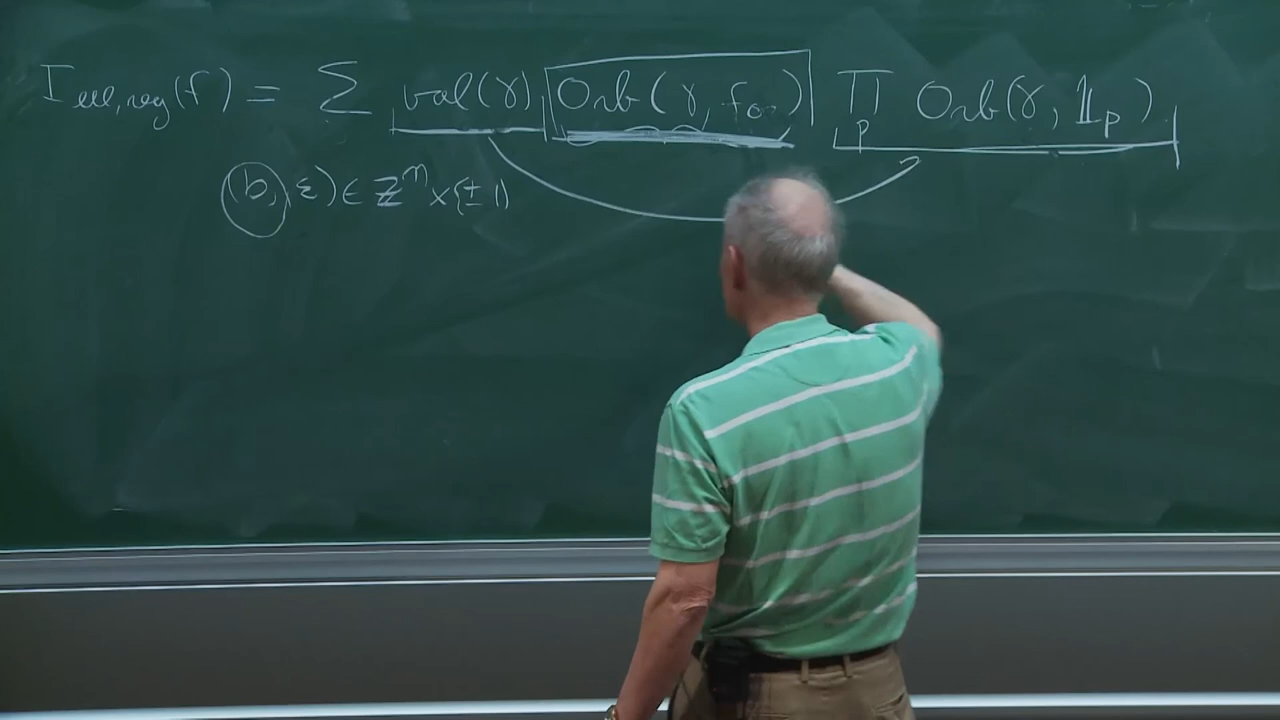 I_{ell,reg}(f) = Σ vol(γ) Orb(γ, f_∞) ∏_p Orb(γ, 𝟙_p)
(b, ε) ∈ ℤ^n × {±1)